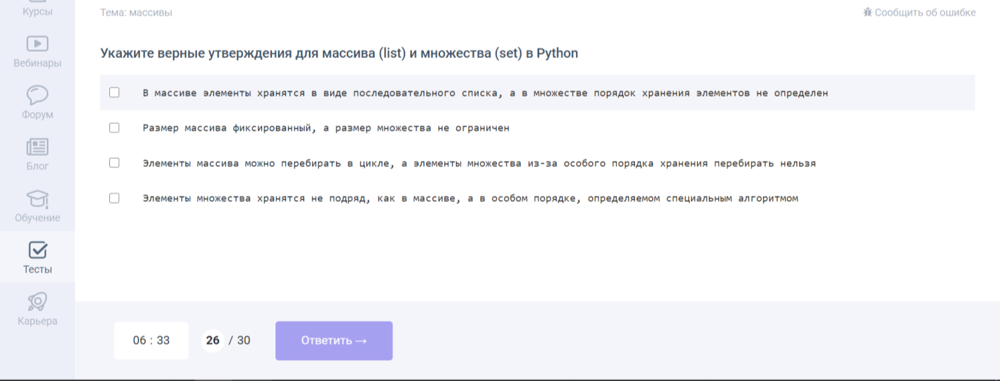 Курсы
Тема: массивы
Сообщить об ошибке
Вебинары
Форум
Блог
Обучение
Тесты
Карьера
Укажите верные утверждения для массива (list) и множества (set) в Python
В массиве элементы хранятся в виде последовательного списка, а в множестве порядок хранения элементов не определен
Размер массива фиксированный, а размер множества не ограничен
Элементы массива можно перебирать в цикле, а элементы множества из-за особого порядка хранения перебирать нельзя
Элементы множества хранятся не подряд, как в массиве, а в особом порядке, определяемом специальным алгоритмом
06 : 33
26 / 30
Ответить →